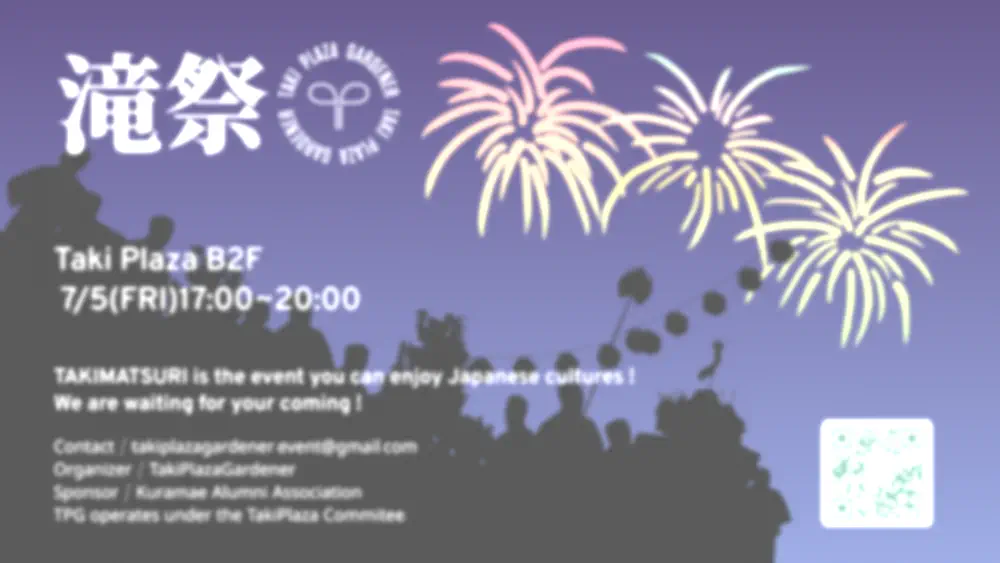 滝祭
TAKI PLAZA GARDENER TAKI PLAZA GARDENER
Taki Plaza B2F
7/5(FRI)17:00~20:00
TAKIMATSURI is the event you can enjoy Japanese cultures !
We are waiting for your coming !
Contact / takiplazagardener.event@gmail.com
Organizer / TakiPlazaGardener
Sponsor / Kuramae Alumni Association
TPG operates under the TakiPlaza Commitee